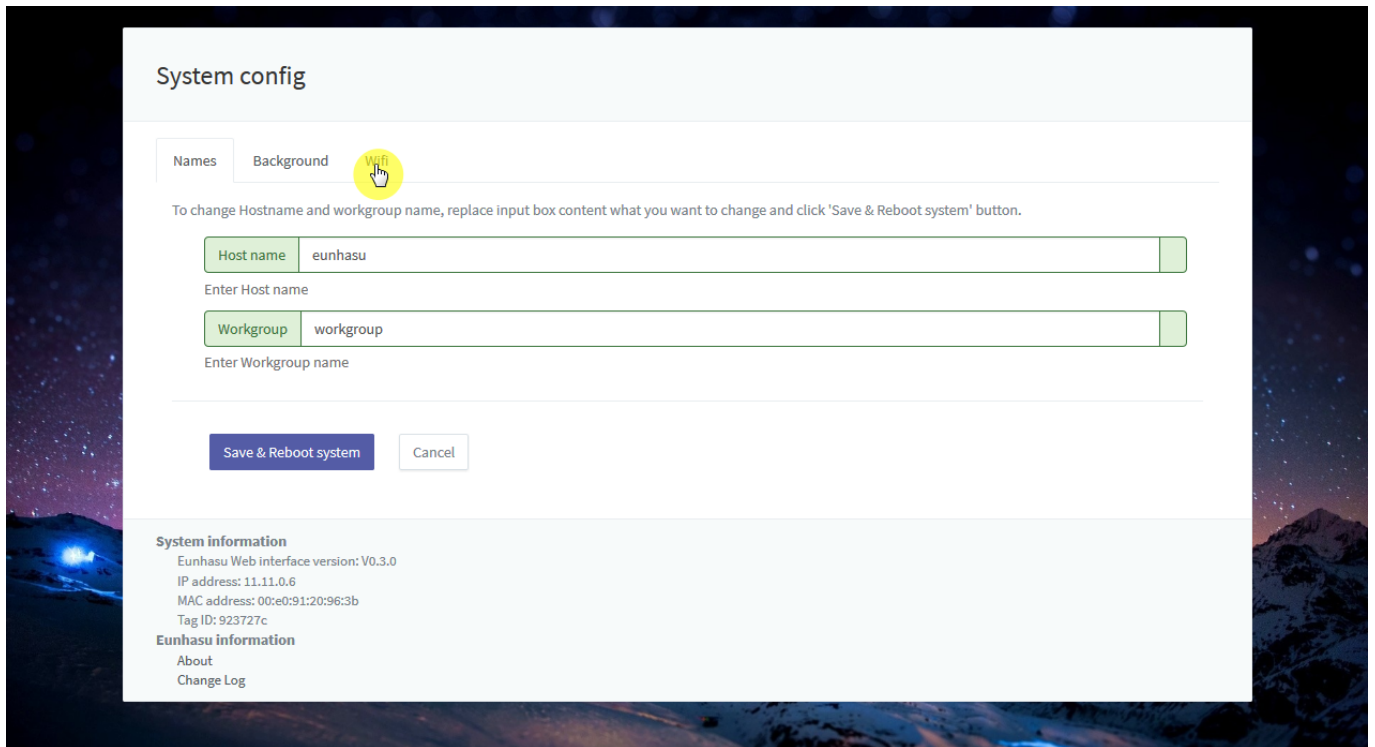 System config
Names Background Wifi
To change Hostname and workgroup name, replace input box content what you want to change and click 'Save & Reboot system' button.
Host name eunhasu
Enter Host name
Workgroup workgroup
Enter Workgroup name
Save & Reboot system Cancel
System information
Eunhasu Web interface version: V0.3.0
IP address: 11.11.0.6
MAC address: 00:e0:91:20:96:3b
Tag ID: 923727c
Eunhasu information
About
Change Log